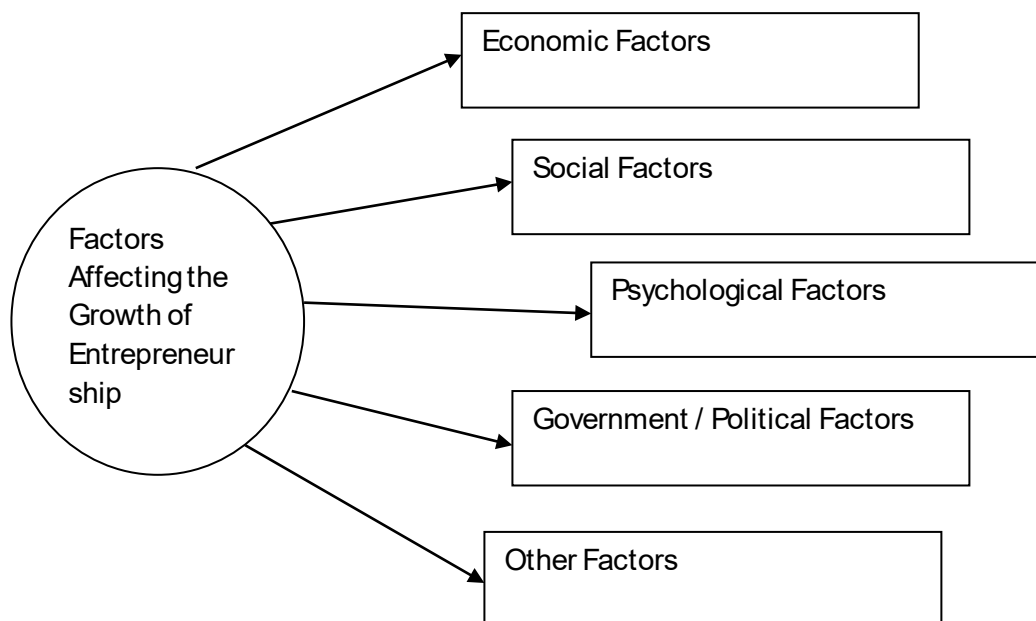 Economic Factors
Social Factors
Factors
Affecting the
Growth of
Entrepreneur
ship
Psychological Factors
Government / Political Factors
Other Factors